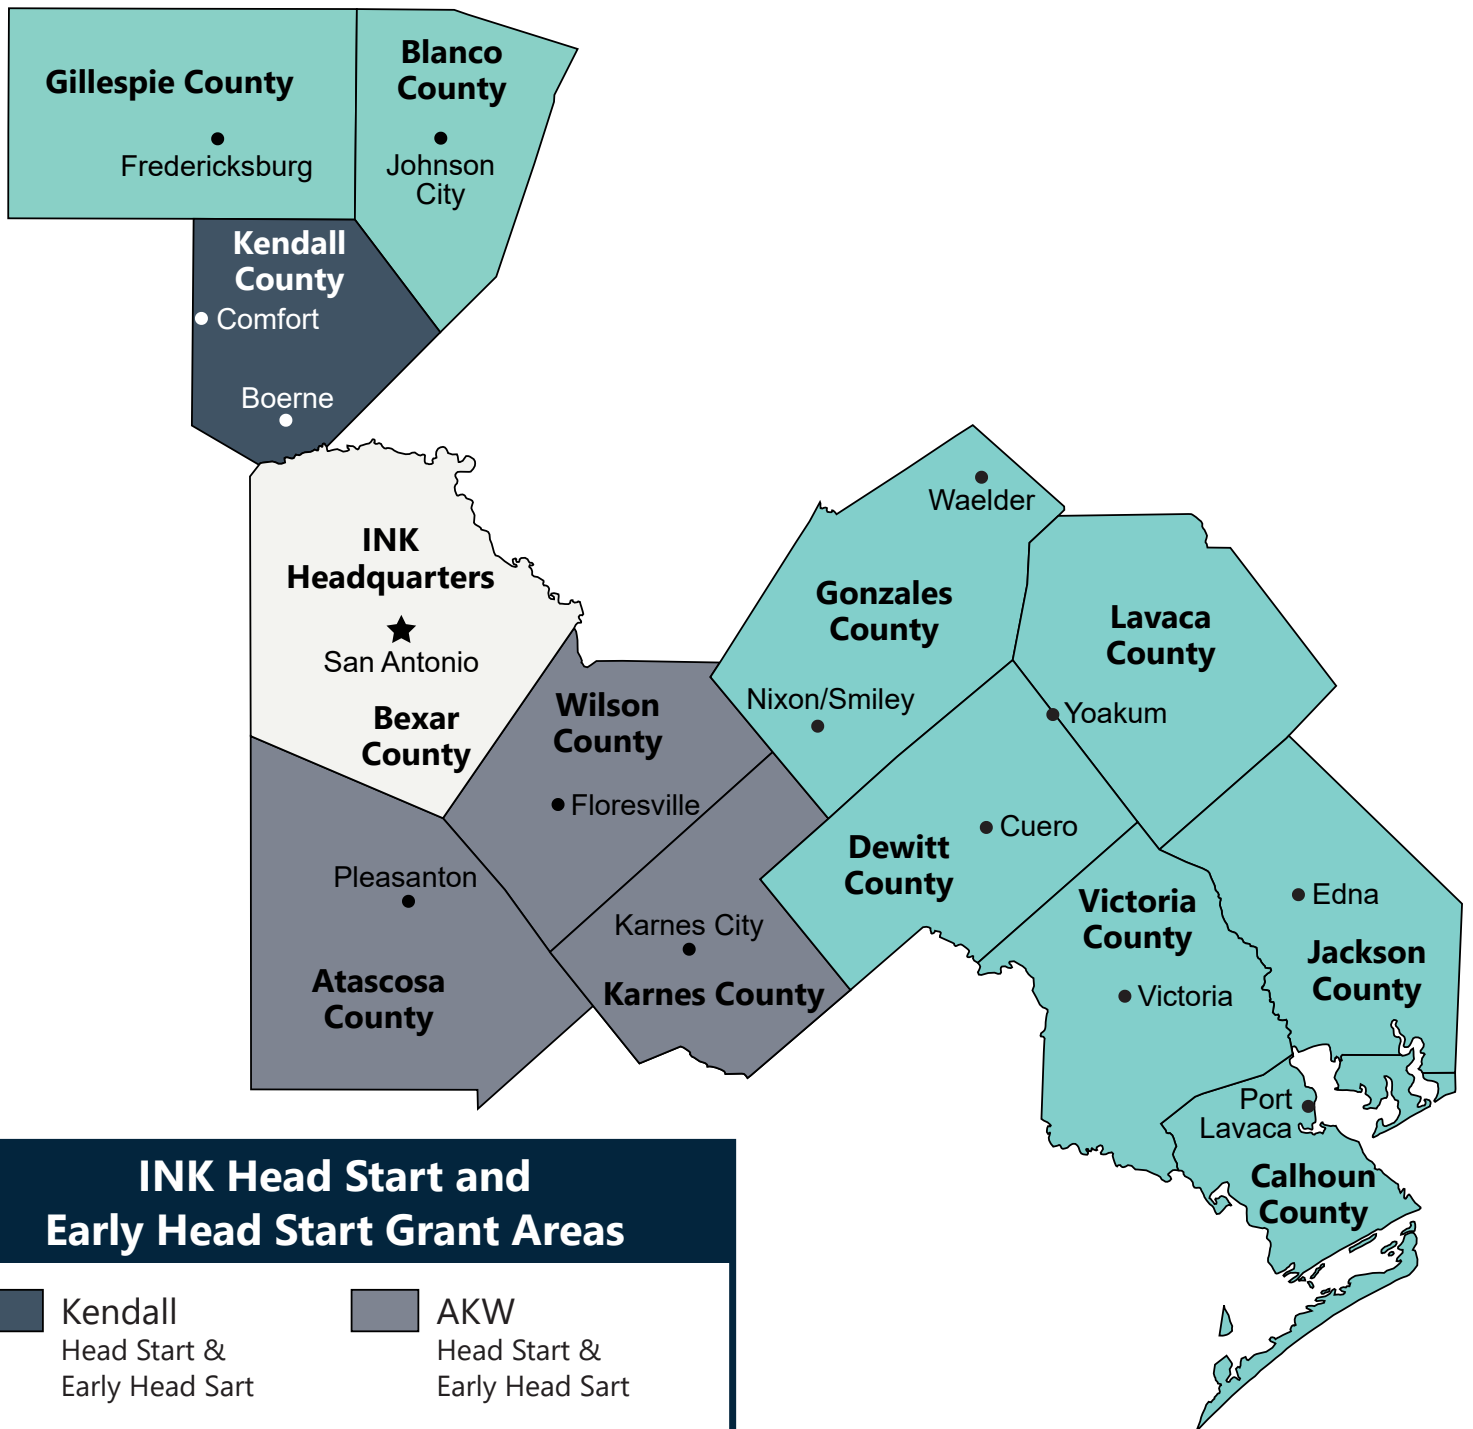 Gillespie County
Fredericksburg
Blanco
County
Johnson
City
Kendall
County
Comfort
Boerne
INK
Headquarters
San Antonio
Bexar
County
Wilson
County
Floresville
Pleasanton
Atascosa
County
Karnes City
Karnes County
Waelder
Gonzales
County
Nixon/Smiley
Lavaca
County
Yoakum
Dewitt
County
Cuero
Victoria
County
Victoria
Edna
Jackson
County
Port
Lavaca
Calhoun
County
INK Head Start and
Early Head Start Grant Areas
Kendall
Head Start &
Early Head Sart
AKW
Head Start &
Early Head Sart